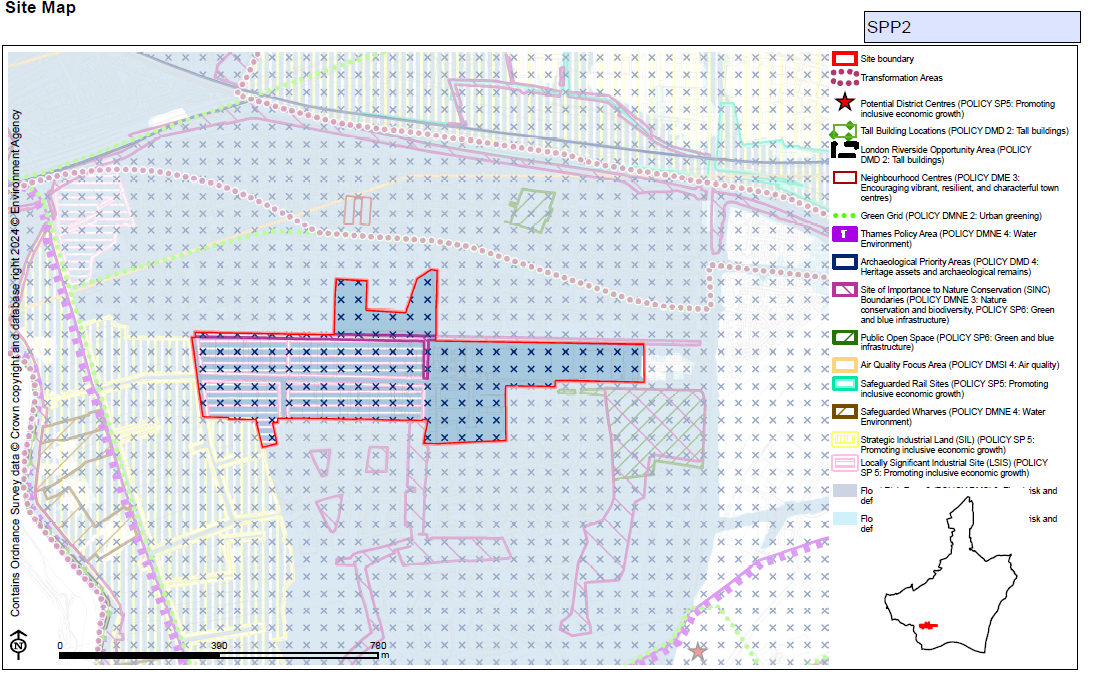 Site Map
SPP2
Contains Ordnance Survey data © Crown copyright and database right 2024 © Environment Agency
Site boundary
Transformation Areas
Potential District Centres (POLICY SP5: Promoting
inclusive economic growth)
Tall Building Locations (POLICY DMD 2: Tall buildings)
London Riverside Opportunity Area (POLICY
DMD 2: Tall buildings)
Neighbourhood Centres (POLICY DME 3:
Encouraging vibrant, resilient, and characterful town
centres)
Green Grid (POLICY DMNE 2: Urban greening)
T
Thames Policy Area (POLICY DMNE 4: Water
Environment)
Archaeological Priority Areas (POLICY DMD 4:
Heritage assets and archaeological remains)
Site of Importance to Nature Conservation (SINC)
Boundaries (POLICY DMNE 3: Nature
conservation and biodiversity, POLICY SP6: Green
and blue infrastructure)
Public Open Space (POLICY SP6: Green and blue
infrastructure)
Air Quality Focus Area (POLICY DMSI 4: Air quality)
Safeguarded Rail Sites (POLICY SP5: Promoting
inclusive economic growth)
Safeguarded Wharves (POLICY DMNE 4: Water
Environment)
Strategic Industrial Land (SIL) (POLICY SP 5:
Promoting inclusive economic growth)
Locally Significant Industrial Site (LSIS) (POLICY
SP 5: Promoting inclusive economic growth)
Flo isk and
def
Flo isk and
def
N
0 390 780
m